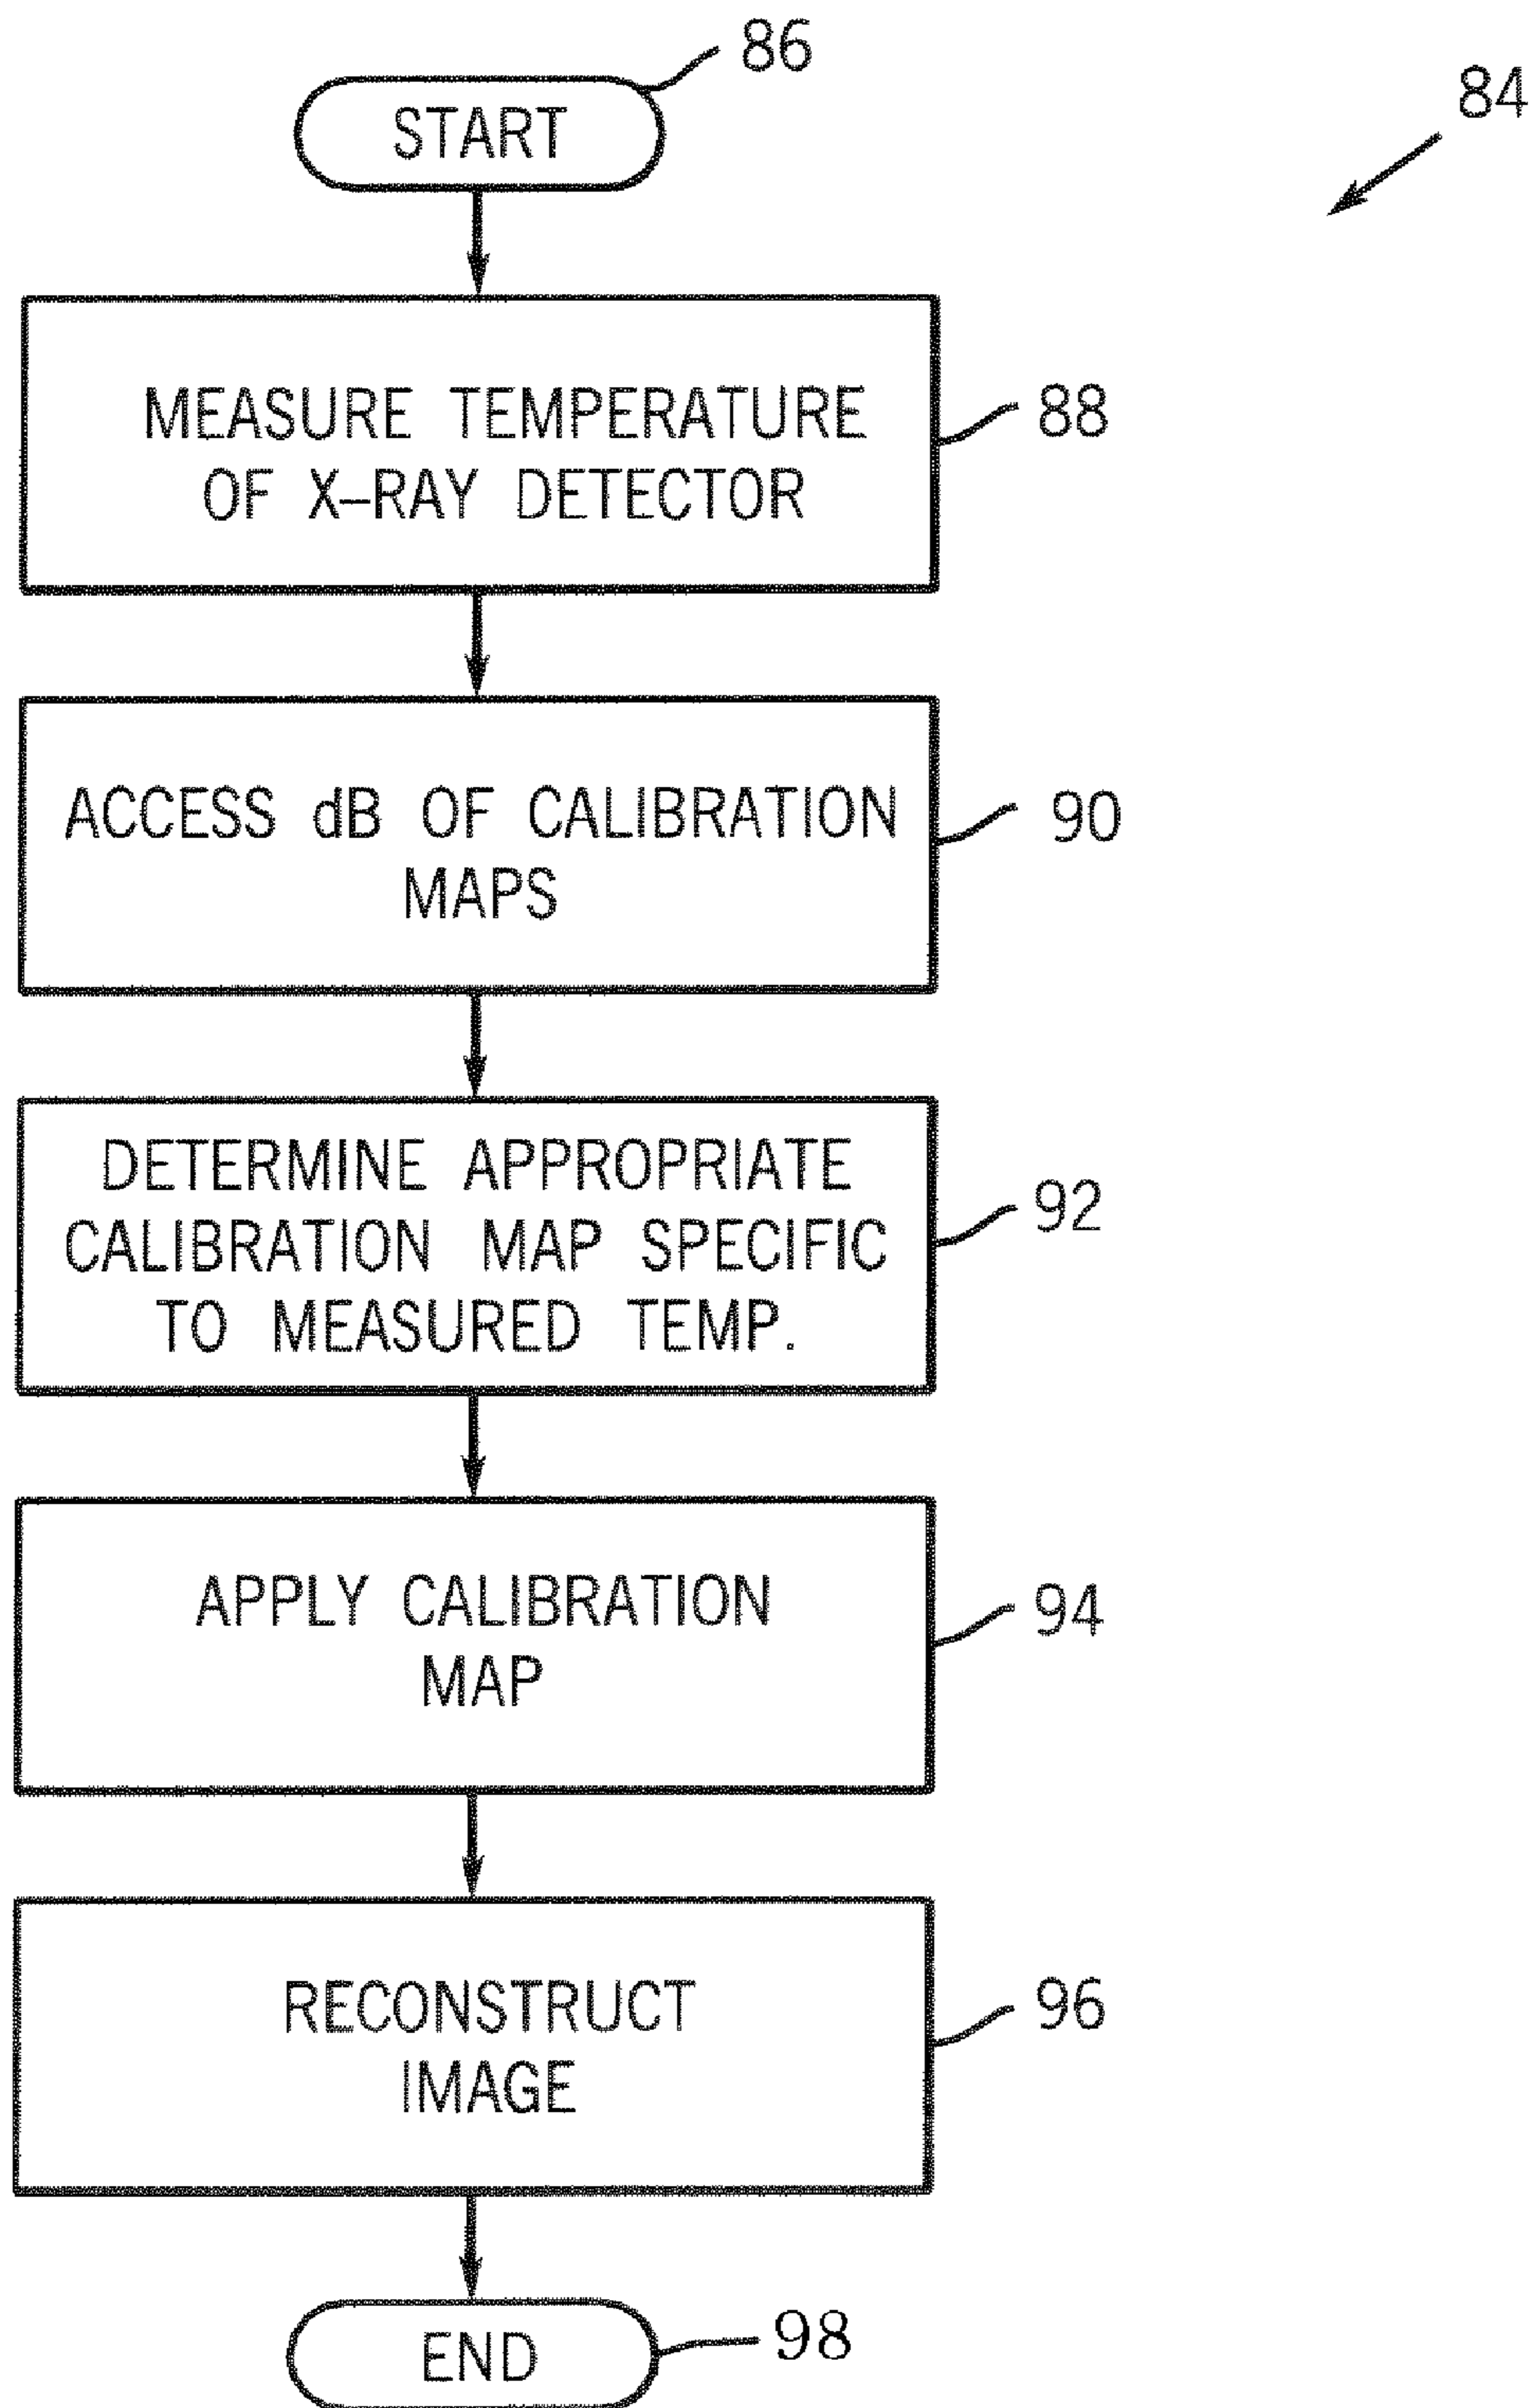 86
84
START
MEASURE TEMPERATURE
OF X-RAY DETECTOR
88
ACCESS dB OF CALIBRATION
MAPS
90
DETERMINE APPROPRIATE
CALIBRATION MAP SPECIFIC
TO MEASURED TEMP.
92
APPLY CALIBRATION
MAP
94
RECONSTRUCT
IMAGE
96
END
98